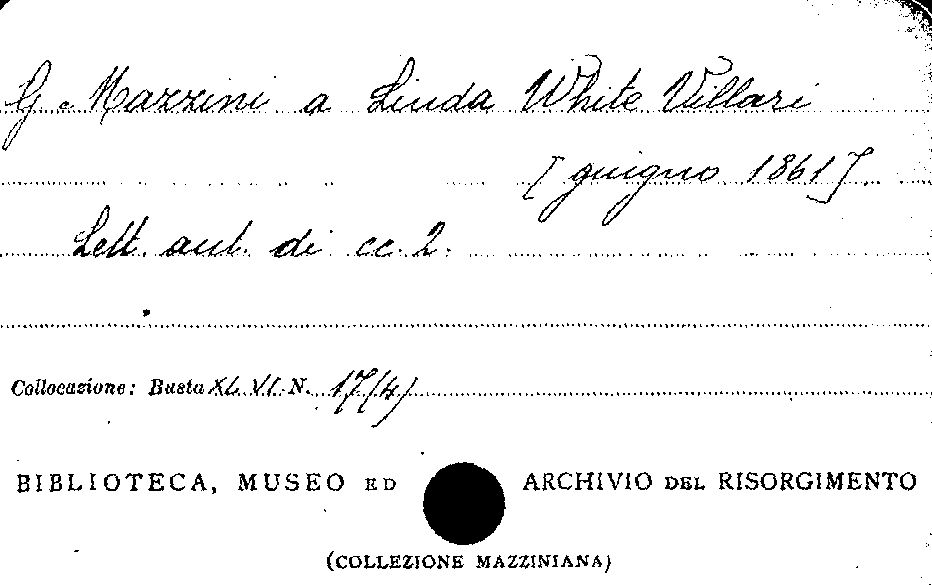 G. Mazzini a Linda White Villari
[giugno 1861]
Lett. aut. di cc. 2.
Collocazione: Busta XL VI. N. 17(4)
BIBLIOTECA, MUSEO ED ARCHIVIO DEL RISORGIMENTO
(COLLEZIONE MAZZINIANA)